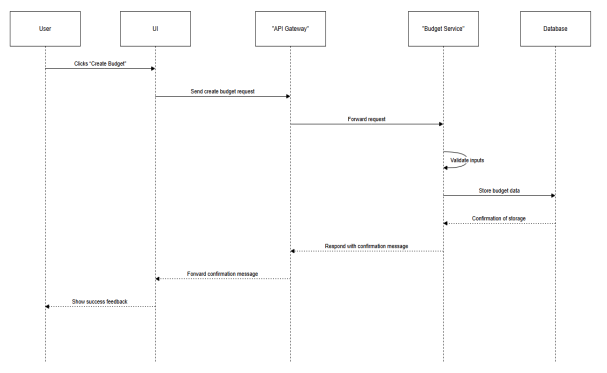 User
UI
"API Gateway"
"Budget Service"
Database
Clicks "Create Budget"
Send create budget request
Forward request
Validate inputs
Store budget data
Confirmation of storage
Respond with confirmation message
Forward confirmation message
Show success feedback